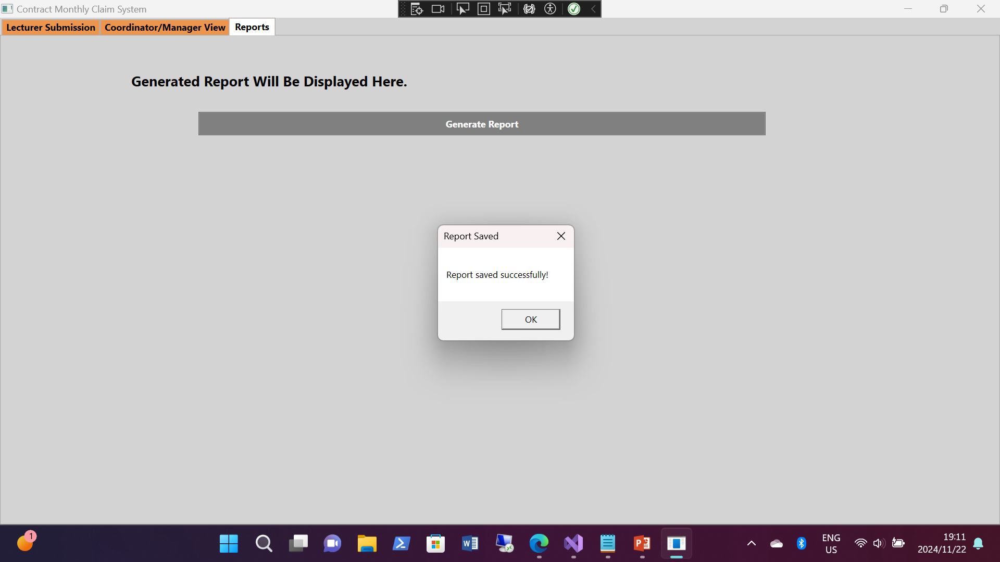 Contract Monthly Claim System
Lecturer Submission Coordinator/Manager View Reports
Generated Report Will Be Displayed Here.
Generate Report
Report Saved
Report saved successfully!
OK
1
W
P
ENG
US
19:11
2024/11/22